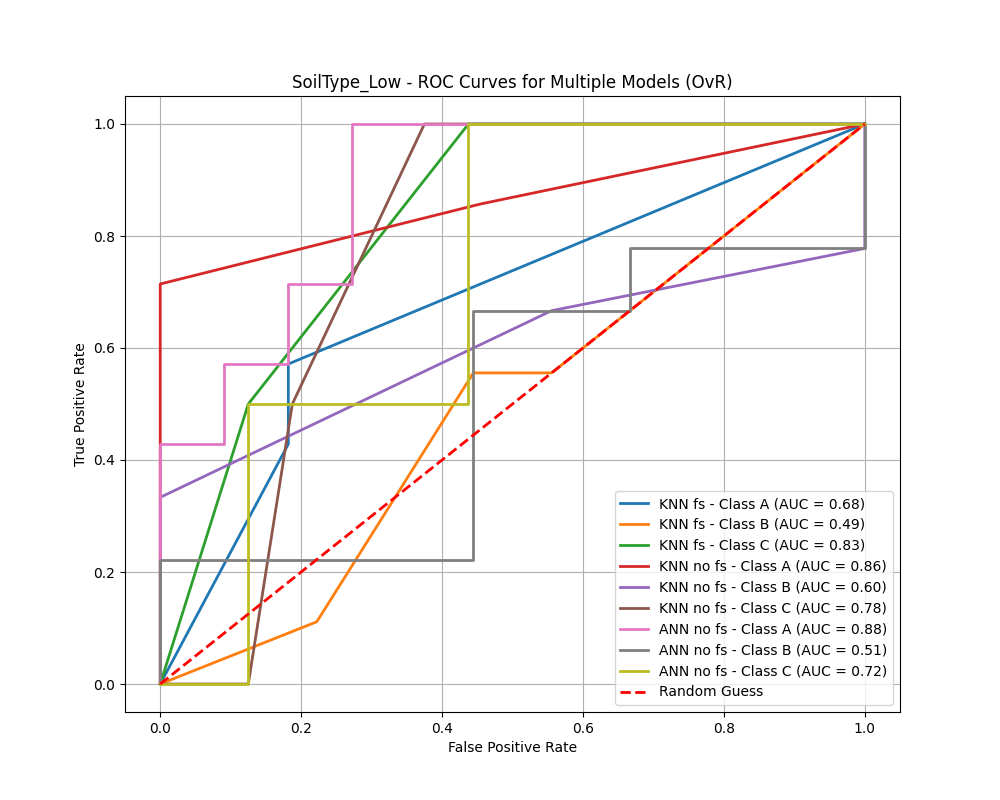 SoilType_Low - ROC Curves for Multiple Models (OvR)
True Positive Rate
1.0
0.8
0.6
0.4
0.2
0.0
KNN fs - Class A (AUC = 0.68)
KNN fs - Class B (AUC = 0.49)
KNN fs - Class C (AUC = 0.83)
KNN no fs - Class A (AUC = 0.86)
KNN no fs - Class B (AUC = 0.60)
KNN no fs - Class C (AUC = 0.78)
ANN no fs - Class A (AUC = 0.88)
ANN no fs - Class B (AUC = 0.51)
ANN no fs - Class C (AUC = 0.72)
Random Guess
0.0 0.2 0.4 0.6 0.8 1.0
False Positive Rate